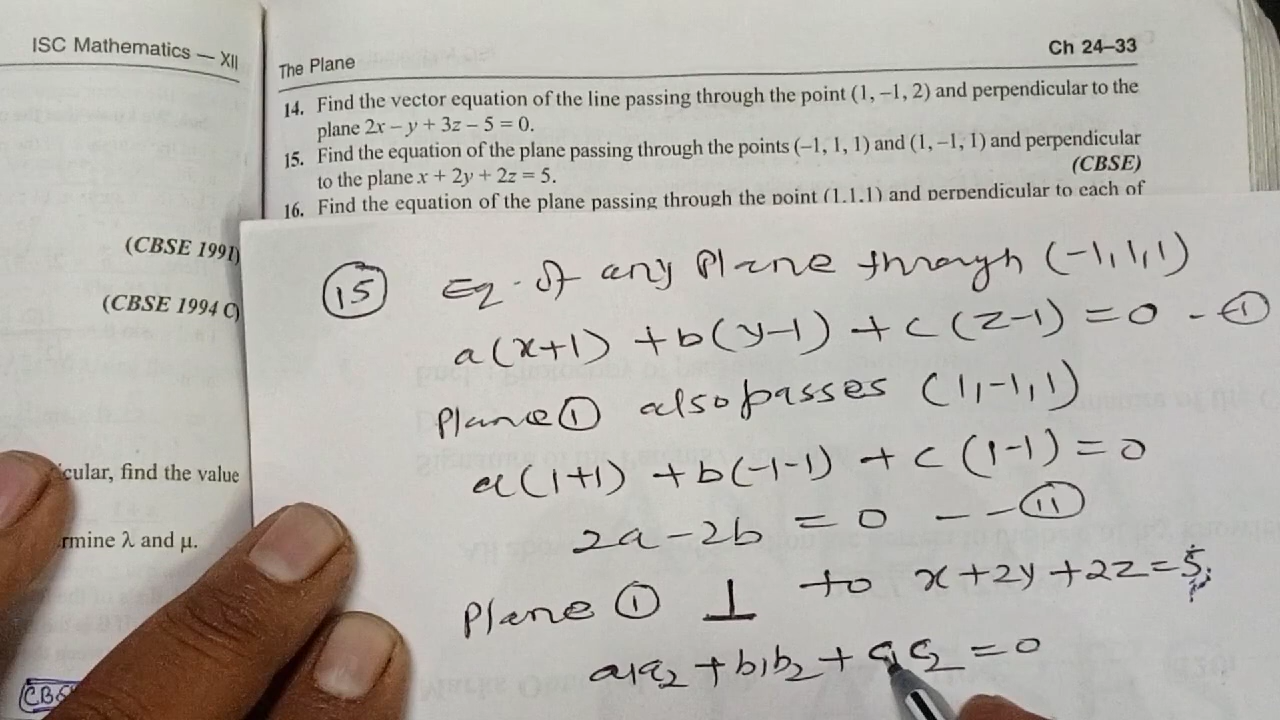 ISC Mathematics — XII
(CBSE 1991)
(CBSE 1994 C)
cular, find the value
rmine λ and μ.
The Plane
Ch 24–33
14. Find the vector equation of the line passing through the point (1, –1, 2) and perpendicular to the
plane 2x – y + 3z – 5 = 0.
15. Find the equation of the plane passing through the points (–1, 1, 1) and (1, –1, 1) and perpendicular
to the plane x + 2y + 2z = 5.
(CBSE)
16. Find the equation of the plane passing through the point (1,1,1) and perpendicular to each of
(15) Eq. of any Plane through (-1,1,1)
a(x+1) + b(y-1) + c(z-1) = 0 - (1)
Plane (1) also passes (1,-1,1)
a(1+1) + b(-1-1) + c(1-1) = 0
2a - 2b = 0 -- (11)
Plane (1) ⊥ to x+2y+2z=5.
a1a2 + b1b2 + c1c2 = 0